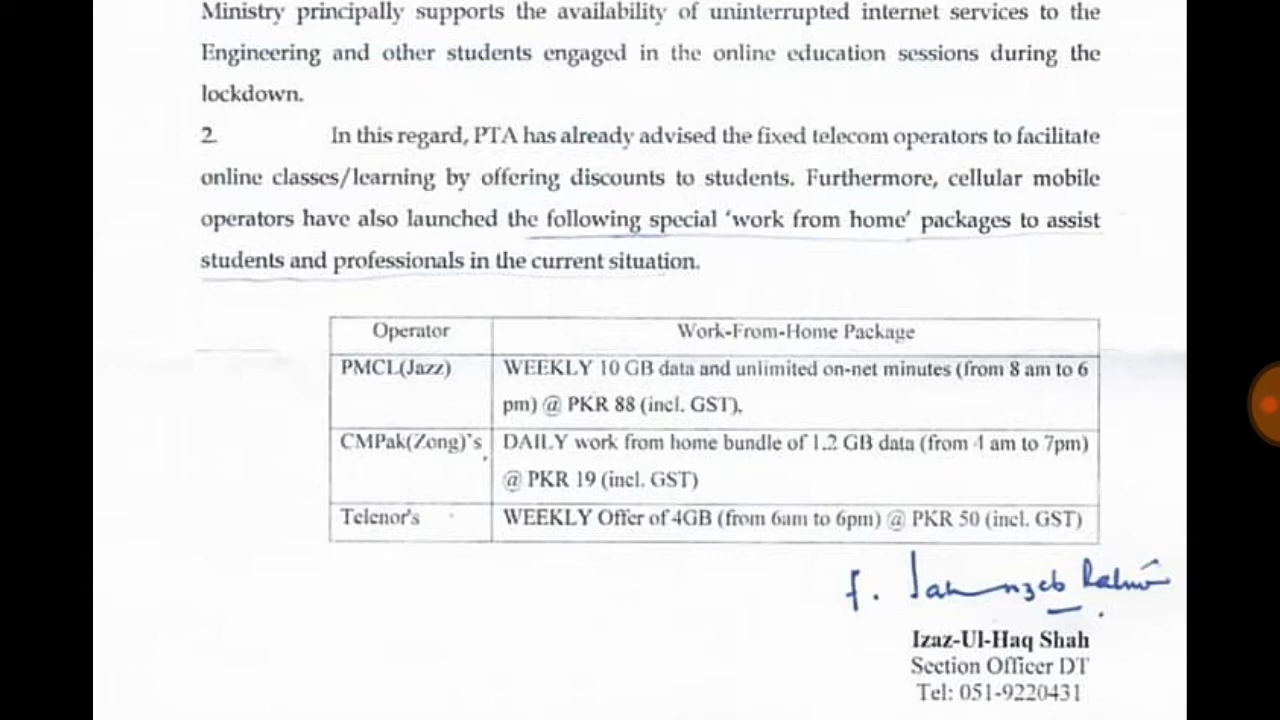 Ministry principally supports the availability of uninterrupted internet services to the
Engineering and other students engaged in the online education sessions during the
lockdown.
2. In this regard, PTA has already advised the fixed telecom operators to facilitate
online classes/learning by offering discounts to students. Furthermore, cellular mobile
operators have also launched the following special 'work from home' packages to assist
students and professionals in the current situation.
Operator Work-From-Home Package
PMCL(Jazz) WEEKLY 10 GB data and unlimited on-net minutes (from 8 am to 6
pm) @ PKR 88 (incl. GST),
CMPak(Zong)'s DAILY work from home bundle of 1.2 GB data (from am to 7pm)
@ PKR 19 (incl. GST)
Telenor's WEEKLY Offer of 4GB (from 6am to 6pm) @ PKR 50 (incl. GST)
f.
Izaz-Ul-Haq Shah
Section Officer DT
Tel: 051-9220431